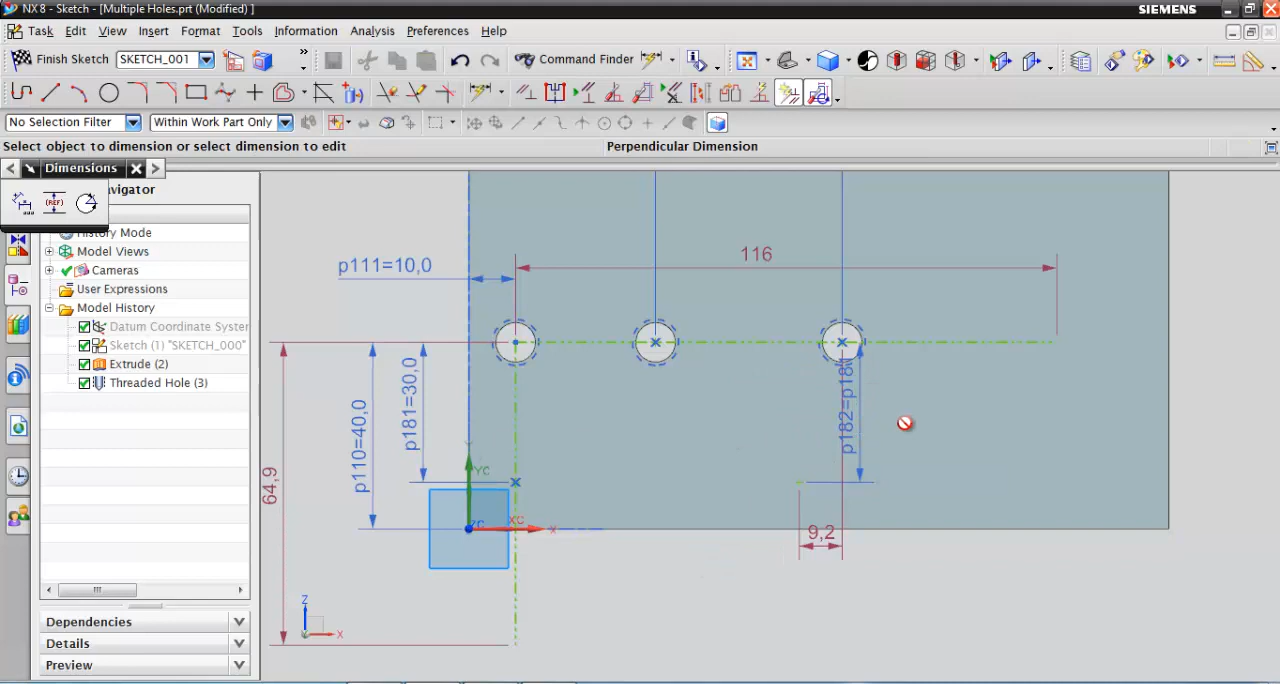 NX 8 - Sketch - [Multiple Holes.prt (Modified) ]
SIEMENS
Task Edit View Insert Format Tools Information Analysis Preferences Help
Finish Sketch SKETCH_001 Command Finder
No Selection Filter Within Work Part Only
Select object to dimension or select dimension to edit Perpendicular Dimension
Dimensions
(REF)
avigator
History Mode
Model Views
Cameras
User Expressions
Model History
Datum Coordinate System
Sketch (1) "SKETCH_000"
Extrude (2)
Threaded Hole (3)
Dependencies
Details
Preview
116
p111=10,0
p181=30,0
p110=40,0
64,9
p182=p181
9,2
YC
Y
ZC
XC
X
Z
Y
X